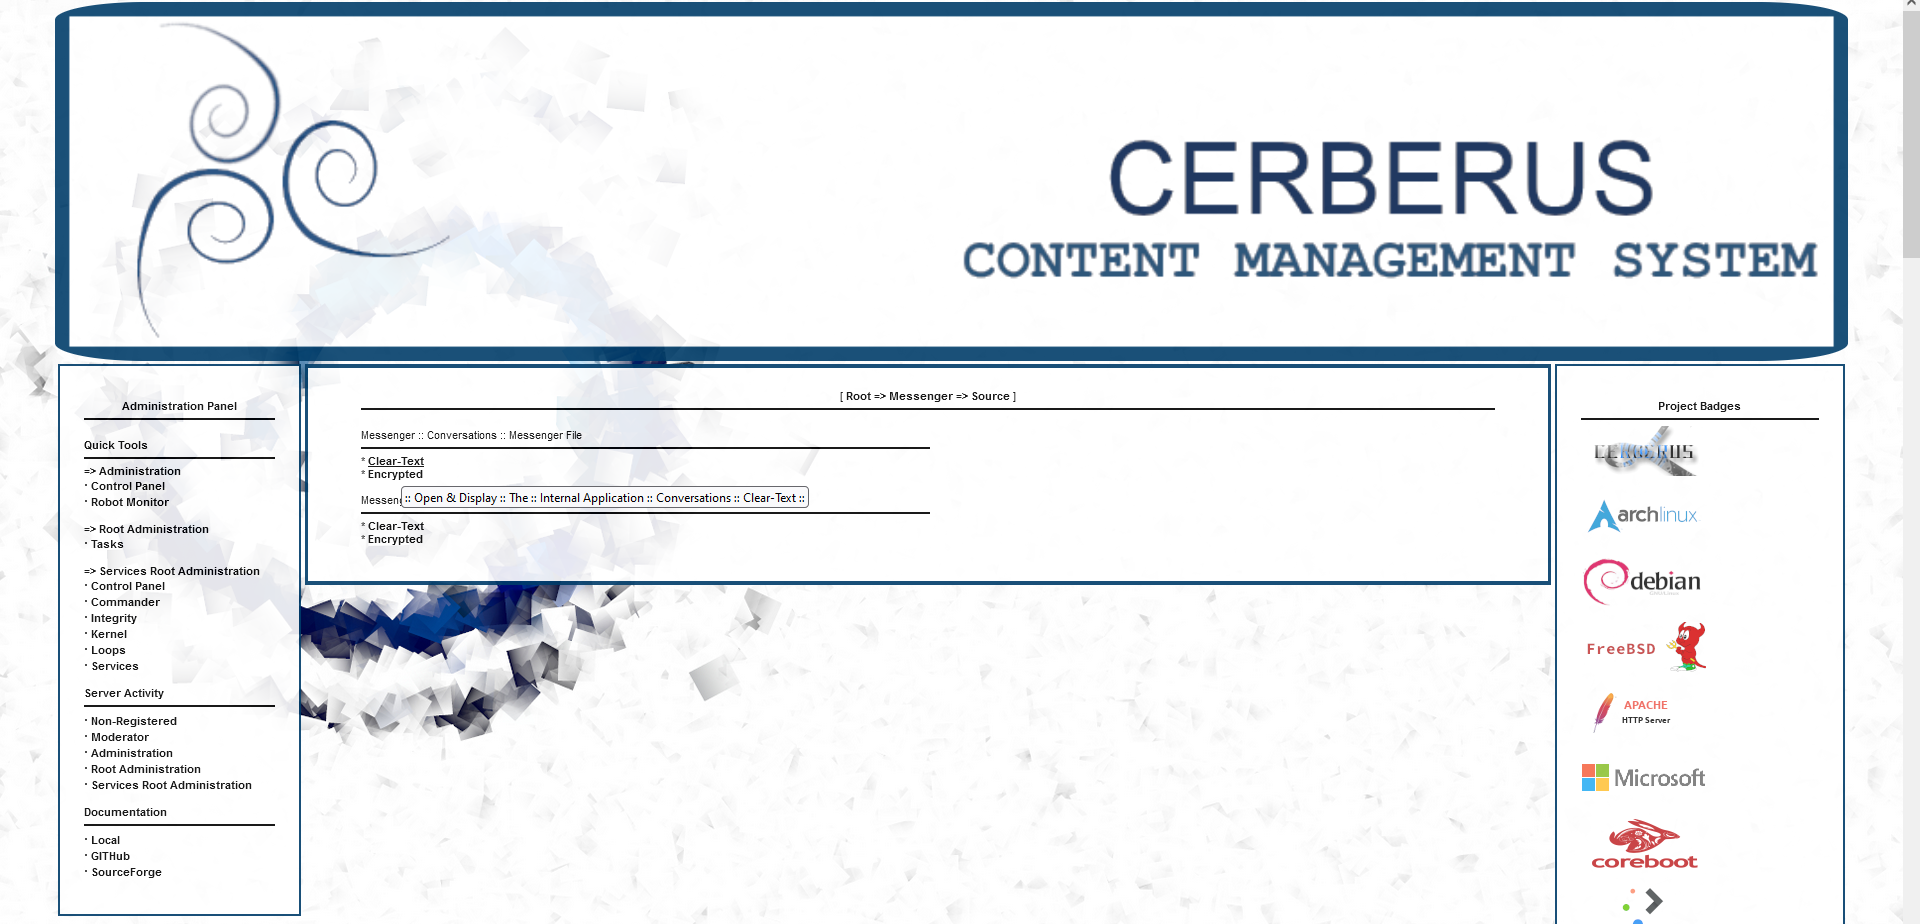 CERBERUS
CONTENT MANAGEMENT SYSTEM
Administration Panel
Quick Tools
=> Administration
· Control Panel
· Robot Monitor
=> Root Administration
· Tasks
=> Services Root Administration
· Control Panel
· Commander
· Integrity
· Kernel
· Loops
· Services
Server Activity
· Non-Registered
· Moderator
· Administration
· Root Administration
· Services Root Administration
Documentation
· Local
· GITHub
· SourceForge
[ Root => Messenger => Source ]
Messenger :: Conversations :: Messenger File
* Clear-Text
* Encrypted
:: Open & Display :: The :: Internal Application :: Conversations :: Clear-Text ::
* Clear-Text
* Encrypted
Project Badges
CERBERUS
archlinux
debian
FreeBSD
APACHE
HTTP Server
Microsoft
coreboot